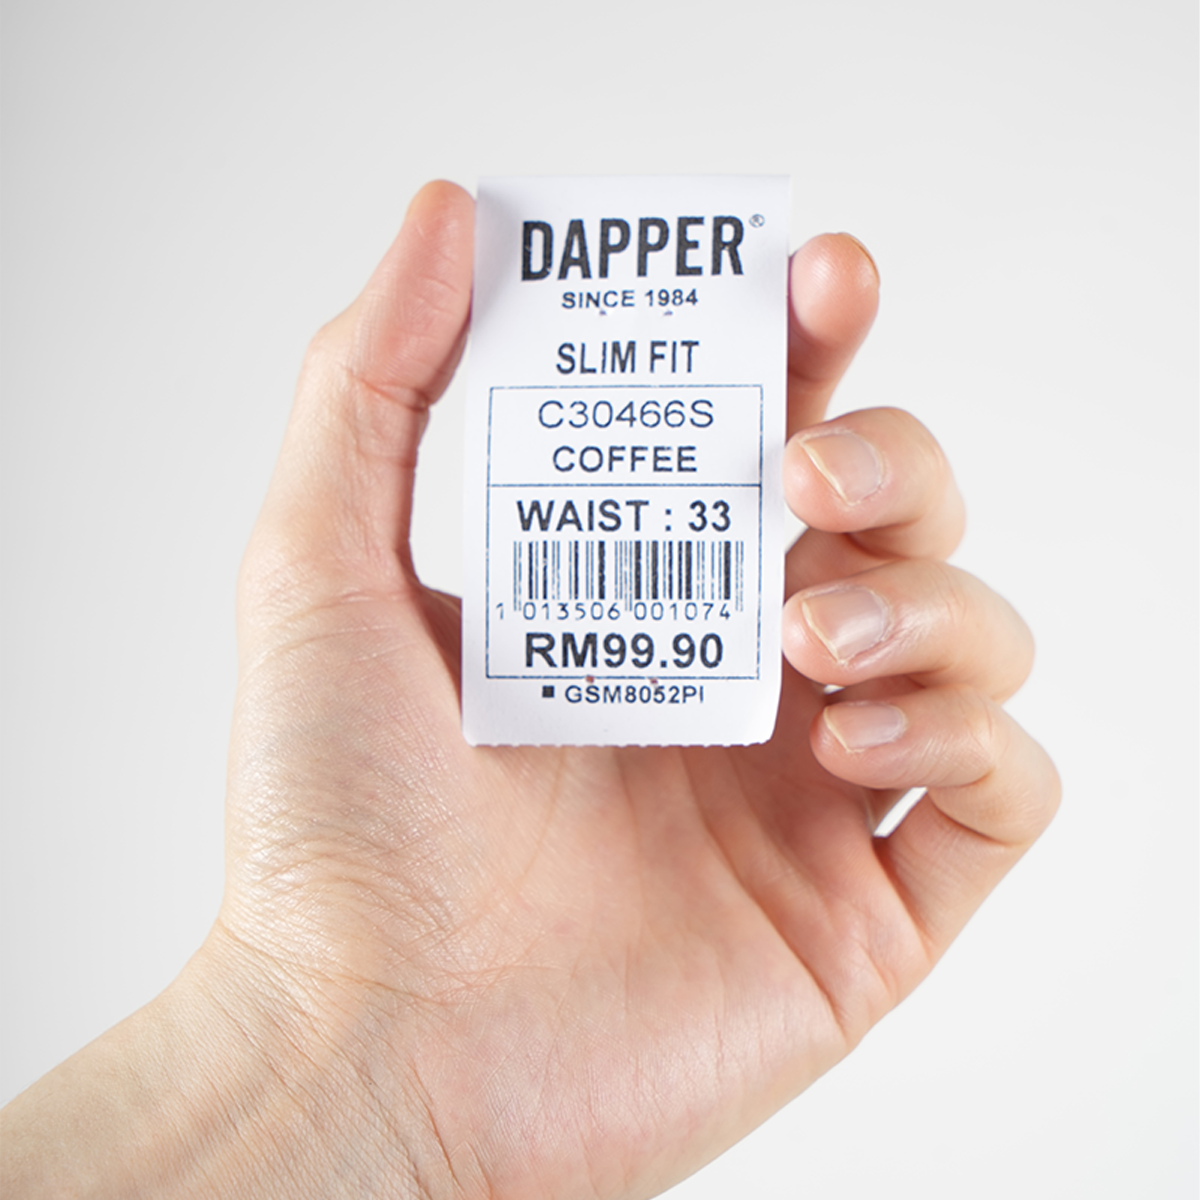 DAPPER®
SINCE 1984
SLIM FIT
C30466S
COFFEE
WAIST : 33
1 013506 001074
RM99.90
■ GSM8052PI